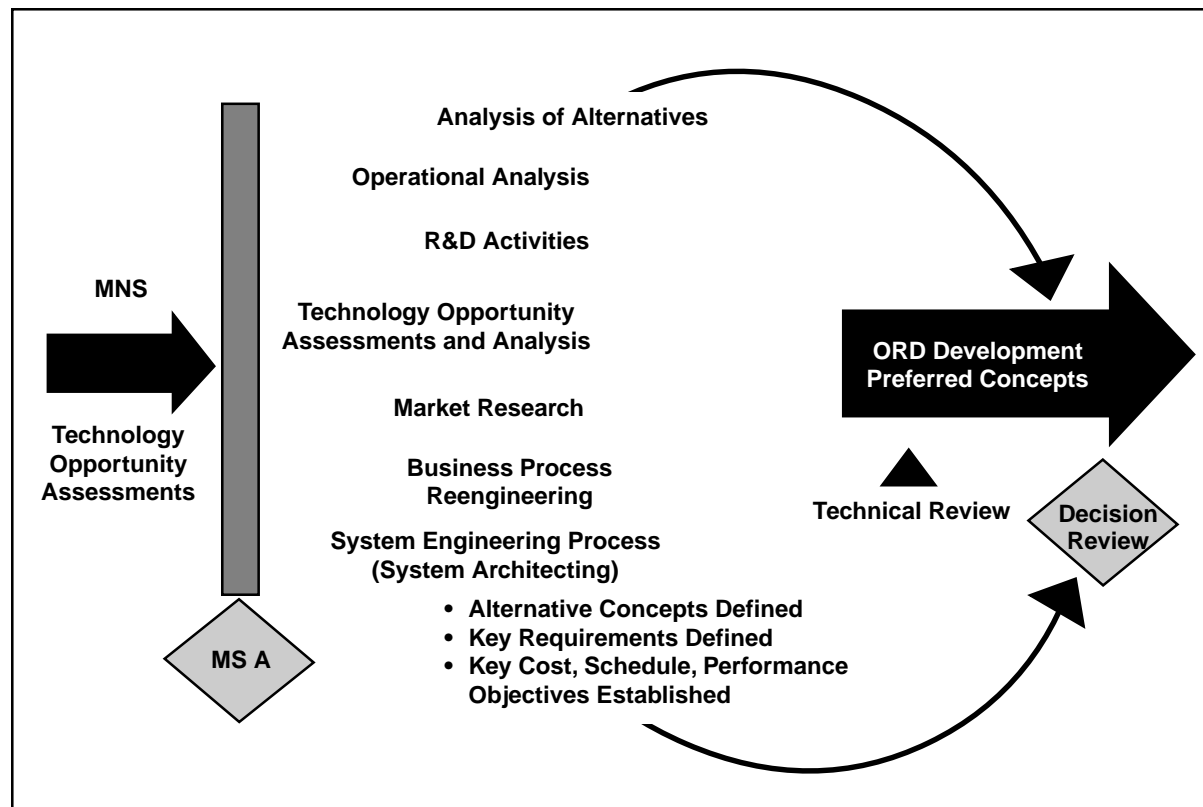 MNS
Technology
Opportunity
Assessments
MS A
Analysis of Alternatives
Operational Analysis
R&D Activities
Technology Opportunity
Assessments and Analysis
Market Research
Business Process
Reengineering
System Engineering Process
(System Architecting)
• Alternative Concepts Defined
• Key Requirements Defined
• Key Cost, Schedule, Performance
Objectives Established
ORD Development
Preferred Concepts
Technical Review
Decision
Review